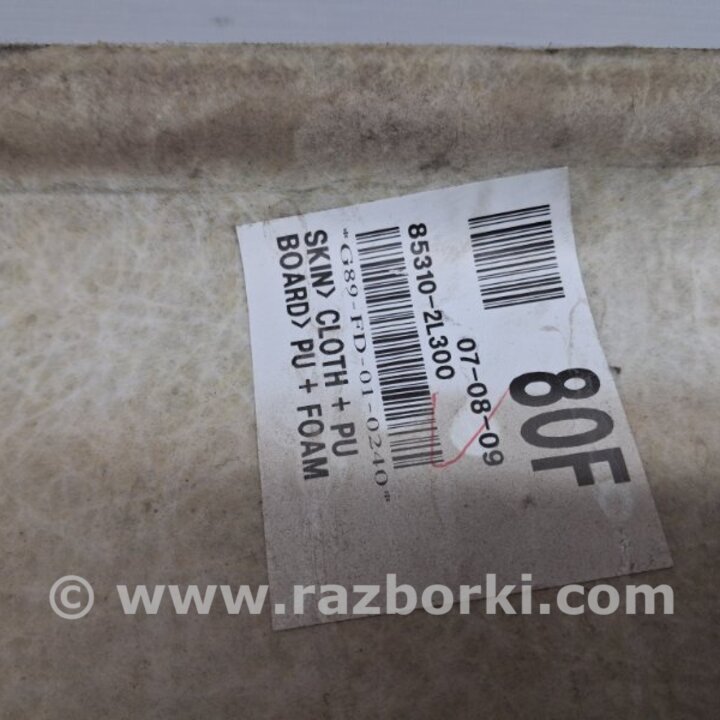 80F
07-08-09
85310-2L300
*G89-FD-01-0240*
SKIN> CLOTH + PU
BOARD> PU + FOAM
© www.razborki.com